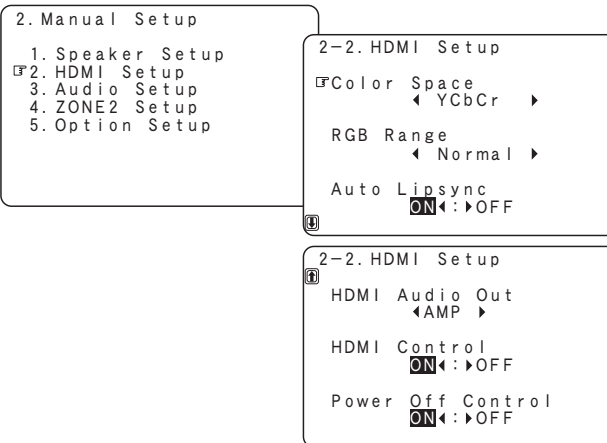 2.Manual Setup
1.Speaker Setup
☞2.HDMI Setup
3.Audio Setup
4.ZONE2 Setup
5.Option Setup
2-2.HDMI Setup
☞Color Space
◀ YCbCr ▶
RGB Range
◀ Normal ▶
Auto Lipsync
ON◀:▶OFF
2-2.HDMI Setup
HDMI Audio Out
◀AMP ▶
HDMI Control
ON◀:▶OFF
Power Off Control
ON◀:▶OFF